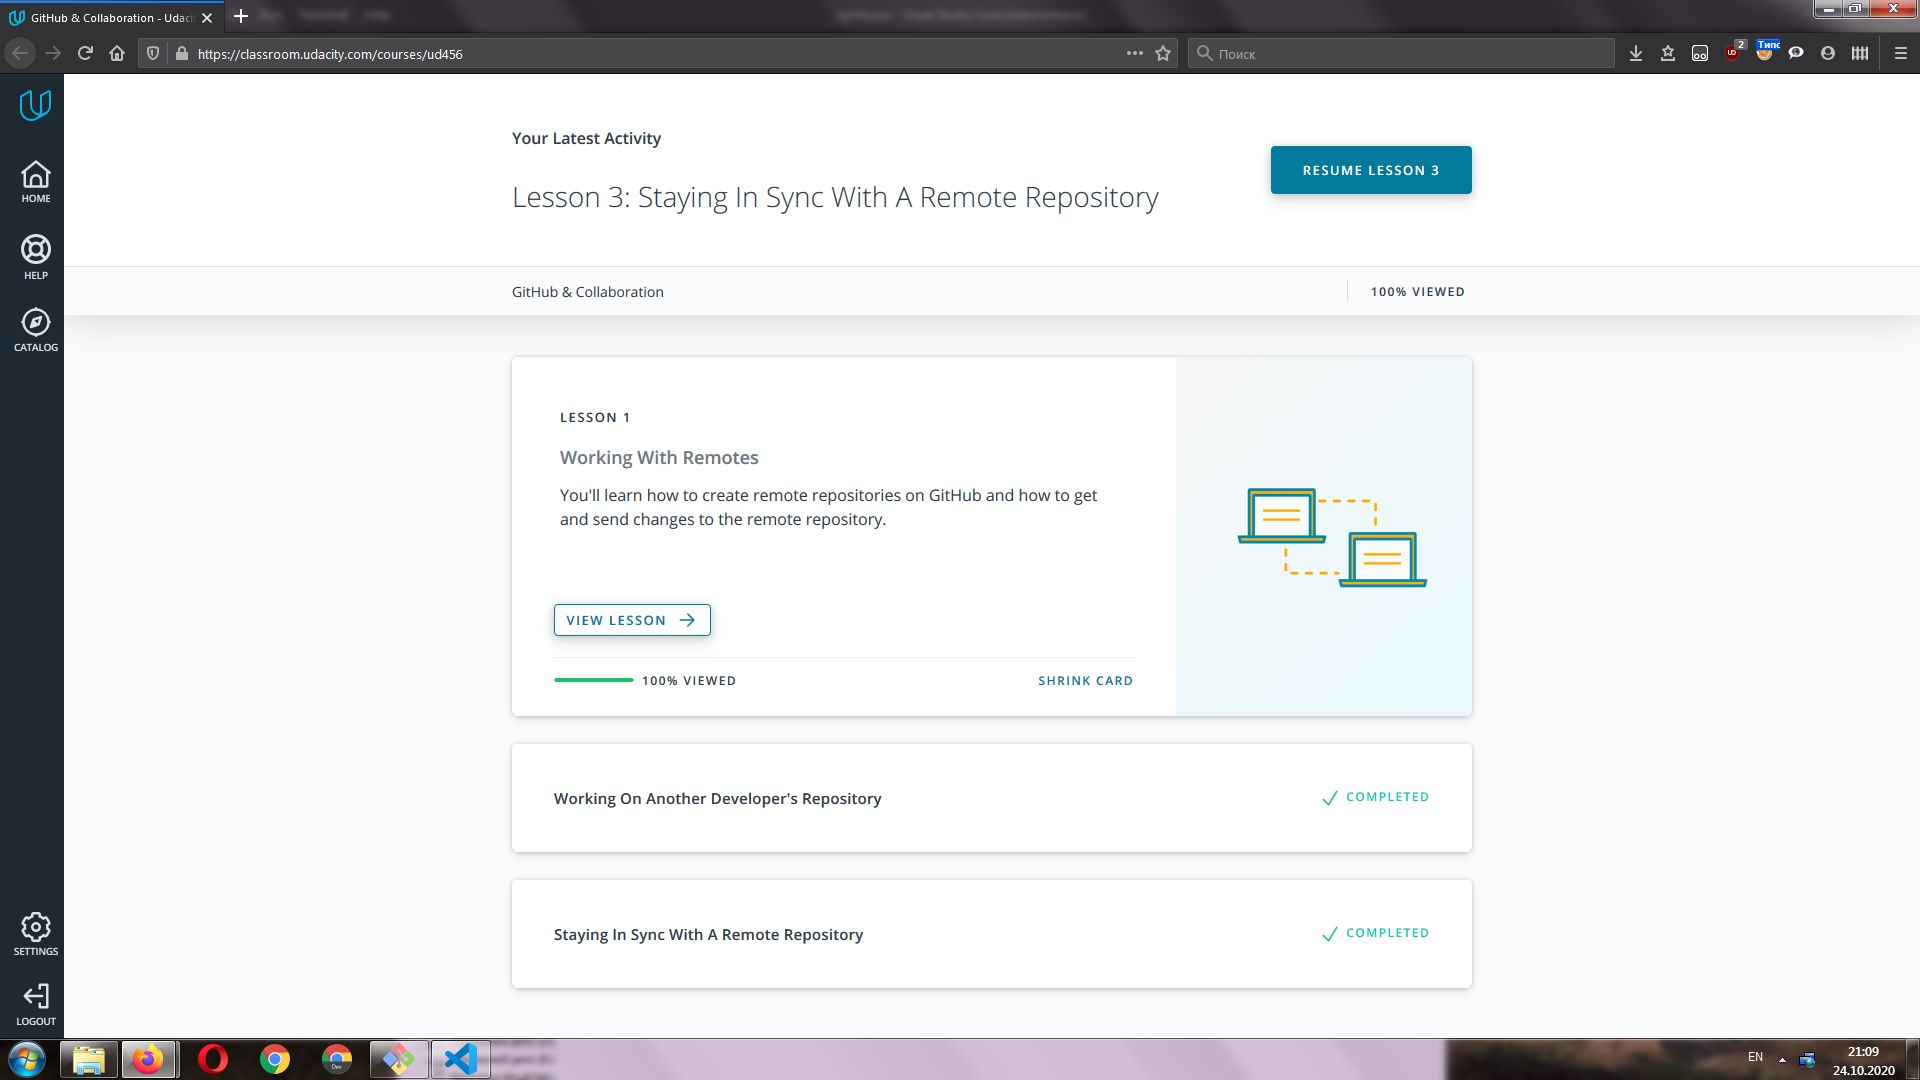 GitHub & Collaboration - Udaci
https://classroom.udacity.com/courses/ud456
Поиск
2
Типо
HOME
HELP
CATALOG
SETTINGS
LOGOUT
Your Latest Activity
Lesson 3: Staying In Sync With A Remote Repository
RESUME LESSON 3
GitHub & Collaboration
100% VIEWED
LESSON 1
Working With Remotes
You'll learn how to create remote repositories on GitHub and how to get
and send changes to the remote repository.
VIEW LESSON
100% VIEWED
SHRINK CARD
Working On Another Developer's Repository
COMPLETED
Staying In Sync With A Remote Repository
COMPLETED
Dev
EN
21:09
24.10.2020